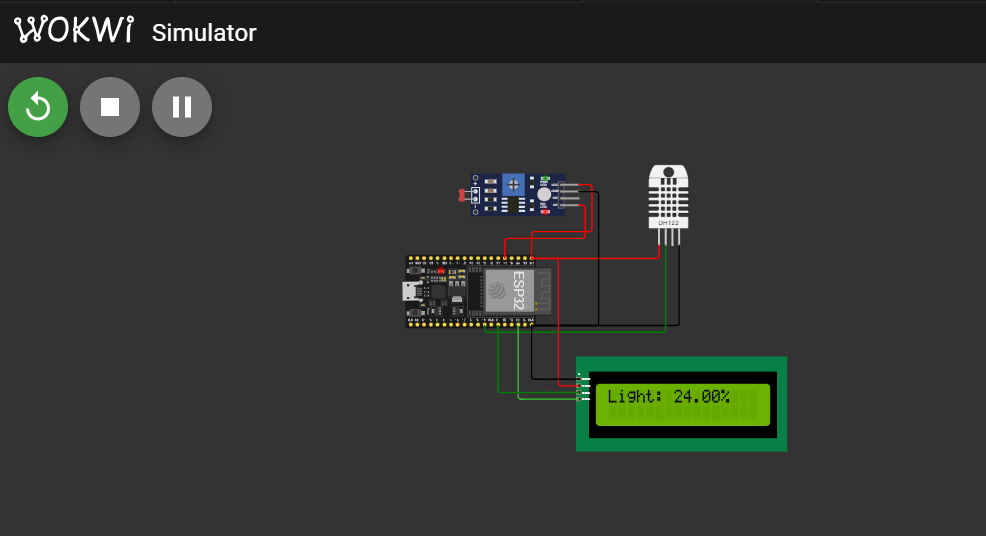 WOKWi Simulator
DHT22
ESP32
Light: 24.00%